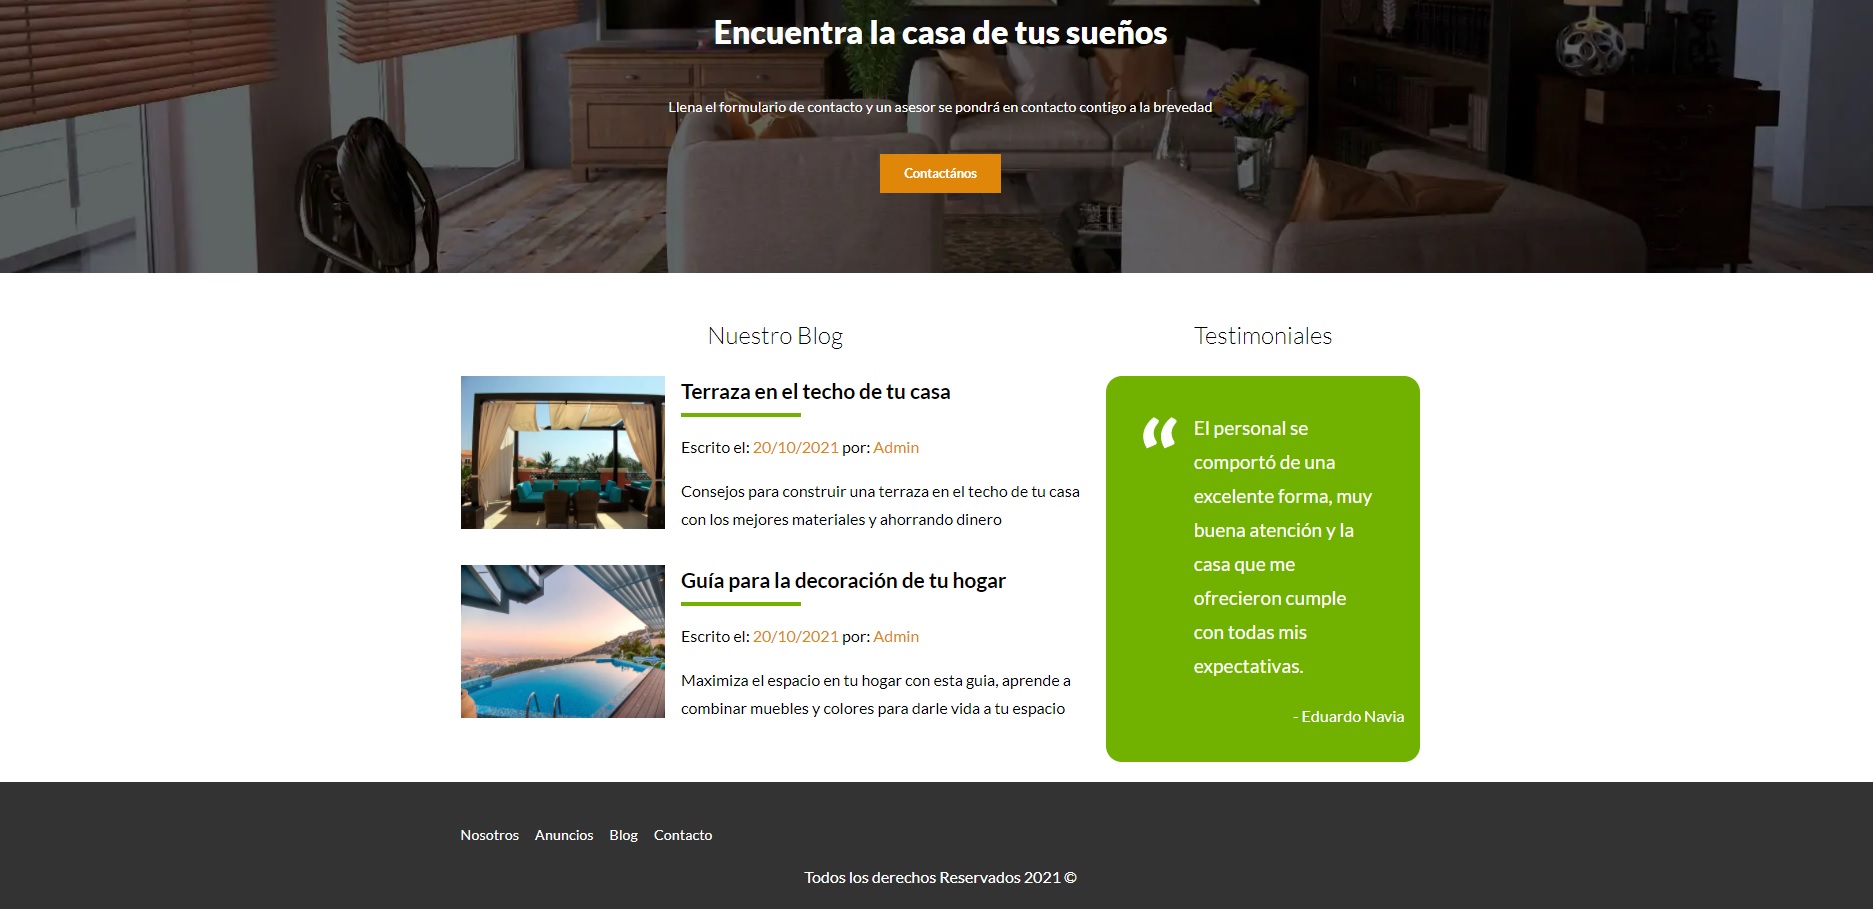 Encuentra la casa de tus sueños
Llena el formulario de contacto y un asesor se pondrá en contacto contigo a la brevedad
Contactános
Nuestro Blog
Terraza en el techo de tu casa
Escrito el: 20/10/2021 por: Admin
Consejos para construir una terraza en el techo de tu casa
con los mejores materiales y ahorrando dinero
Guía para la decoración de tu hogar
Escrito el: 20/10/2021 por: Admin
Maximiza el espacio en tu hogar con esta guia, aprende a
combinar muebles y colores para darle vida a tu espacio
Testimoniales
“ El personal se
comportó de una
excelente forma, muy
buena atención y la
casa que me
ofrecieron cumple
con todas mis
expectativas.
- Eduardo Navia
Nosotros Anuncios Blog Contacto
Todos los derechos Reservados 2021 ©